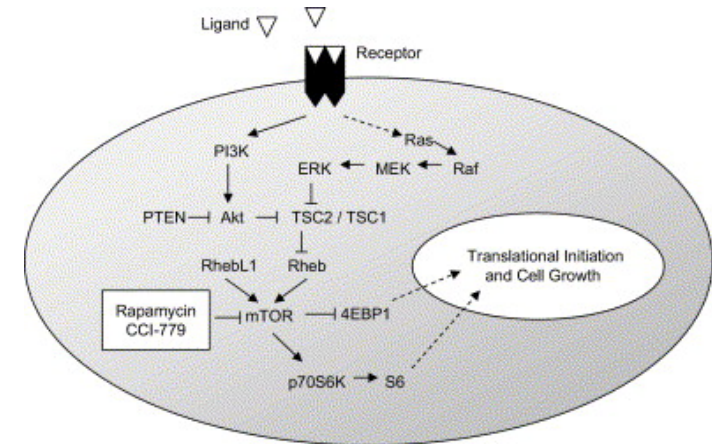 Ligand
Receptor
Ras
PI3K
ERK
MEK
Raf
PTEN
Akt
TSC2 / TSC1
Translational Initiation
and Cell Growth
RhebL1
Rheb
Rapamycin
CCI-779
mTOR
4EBP1
p70S6K
S6